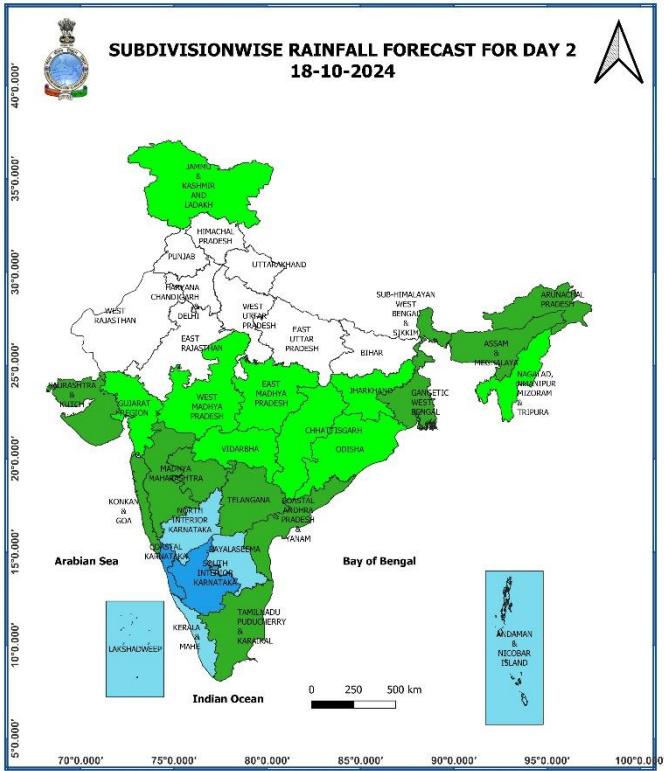 SUBDIVISIONWISE RAINFALL FORECAST FOR DAY 2
18-10-2024
40°0.000'
35°0.000'
30°0.000'
25°0.000'
20°0.000'
15°0.000'
10°0.000'
5°0.000'
JAMMU
&
KASHMIR
AND
LADAKH
HIMACHAL
PRADESH
PUNJAB
UTTARAKHAND
HARYANA
CHANDIGARH
DELHI
WEST
RAJASTHAN
EAST
RAJASTHAN
WEST
UTTAR
PRADESH
EAST
UTTAR
PRADESH
BIHAR
SUB-HIMALAYAN
WEST
BENGAL
&
SIKKIM
ARUNACHAL
PRADESH
ASSAM
&
MEGHALAYA
MIZORAM
&
TRIPURA
SAURASHTRA
&
KUTCH
GUJARAT
REGION
WEST
MADHYA
PRADESH
EAST
MADHYA
PRADESH
JHARKHAND
GANGETIC
WEST
BENGAL
CHHATTISGARH
ODISHA
VIDARBHA
MADHYA
MAHARASHTRA
TELANGANA
KONKAN
&
GOA
NORTH
INTERIOR
KARNATAKA
COASTAL
ANDHRA
PRADESH
&
YANAM
COASTAL
KARNATAKA
RAYALASEEMA
SOUTH
INTERIOR
KARNATAKA
Arabian Sea
Bay of Bengal
TAMILNADU
PUDUCHERRY
&
KARAIKAL
KERALA
&
MAHE
LAKSHADWEEP
ANDAMAN
&
NICOBAR
ISLAND
Indian Ocean
0 250 500 km
70°0.000' 75°0.000' 80°0.000' 85°0.000' 90°0.000' 95°0.000' 100°0.000'